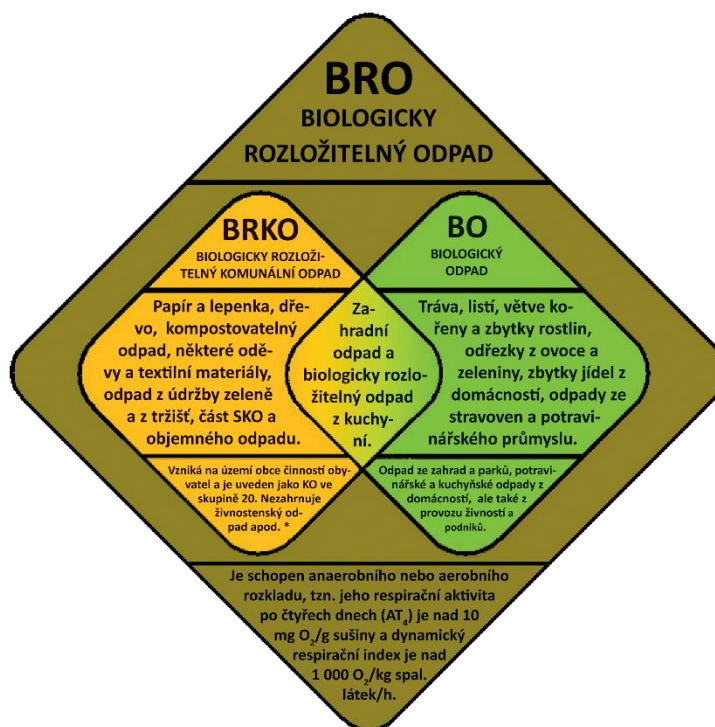 BRO
BIOLOGICKY
ROZLOŽITELNÝ ODPAD
BRKO
BIOLOGICKY ROZLOŽI-
TELNÝ KOMUNÁLNÍ ODPAD
Papír a lepenka, dře-
vo, kompostovatelný
odpad, některé odě-
vy a textilní materiály,
odpad z údržby zeleně
a z tržišť, část SKO a
objemného odpadu.
Vzniká na území obce činností oby-
vatel a je uveden jako KO ve
skupině 20. Nezahrnuje
živnostenský od-
pad apod. *
Za-
hradní
odpad a
biologicky rozlo-
žitelný odpad
z kuchy-
ní.
BO
BIOLOGICKÝ
ODPAD
Tráva, listí, větve ko-
řeny a zbytky rostlin,
odřezky z ovoce a
zeleniny, zbytky jídel z
domácností, odpady ze
stravoven a potravi-
nářského průmyslu.
Odpad ze zahrad a parků, potravi-
nářské a kuchyňské odpady z
domácností, ale také z
provozu živností a
podniků.
Je schopen anaerobního nebo aerobního
rozkladu, tzn. jeho respirační aktivita
po čtyřech dnech (AT₄) je nad 10
mg O₂/g sušiny a dynamický
respirační index je nad
1 000 O₂/kg spal.
látek/h.